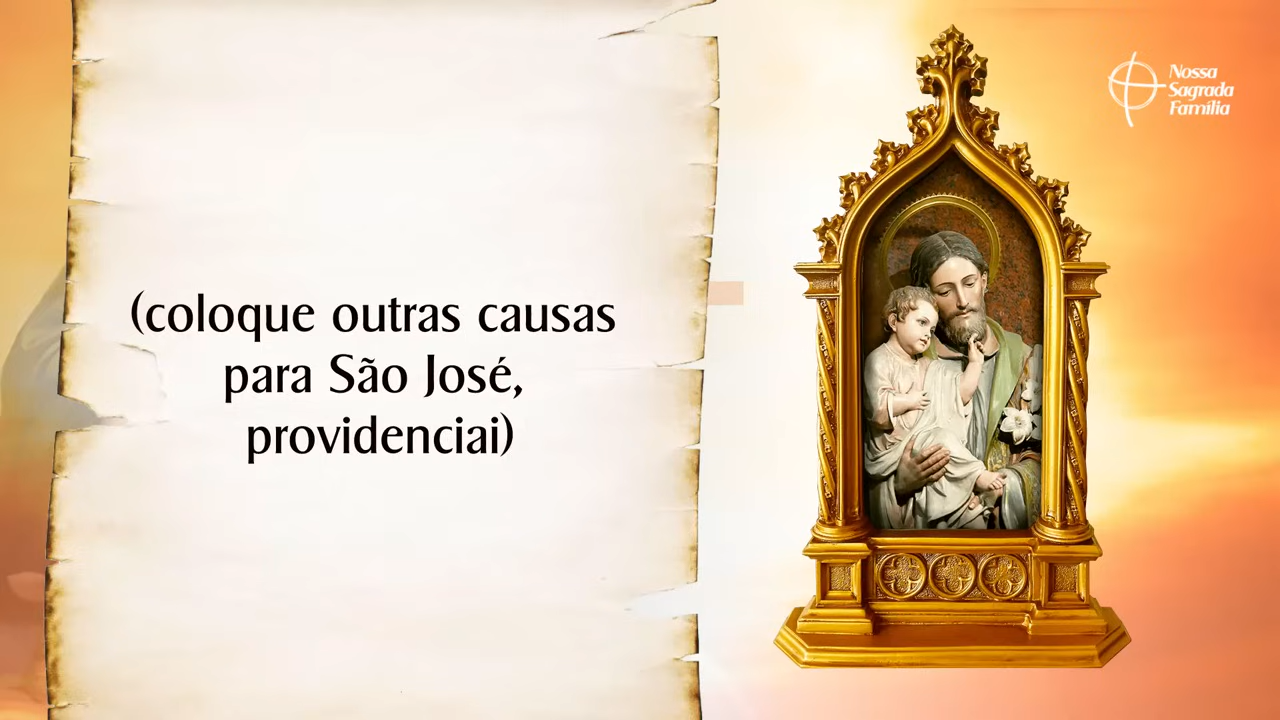 (coloque outras causas
para São José,
providenciai)
Nossa
Sagrada
Família